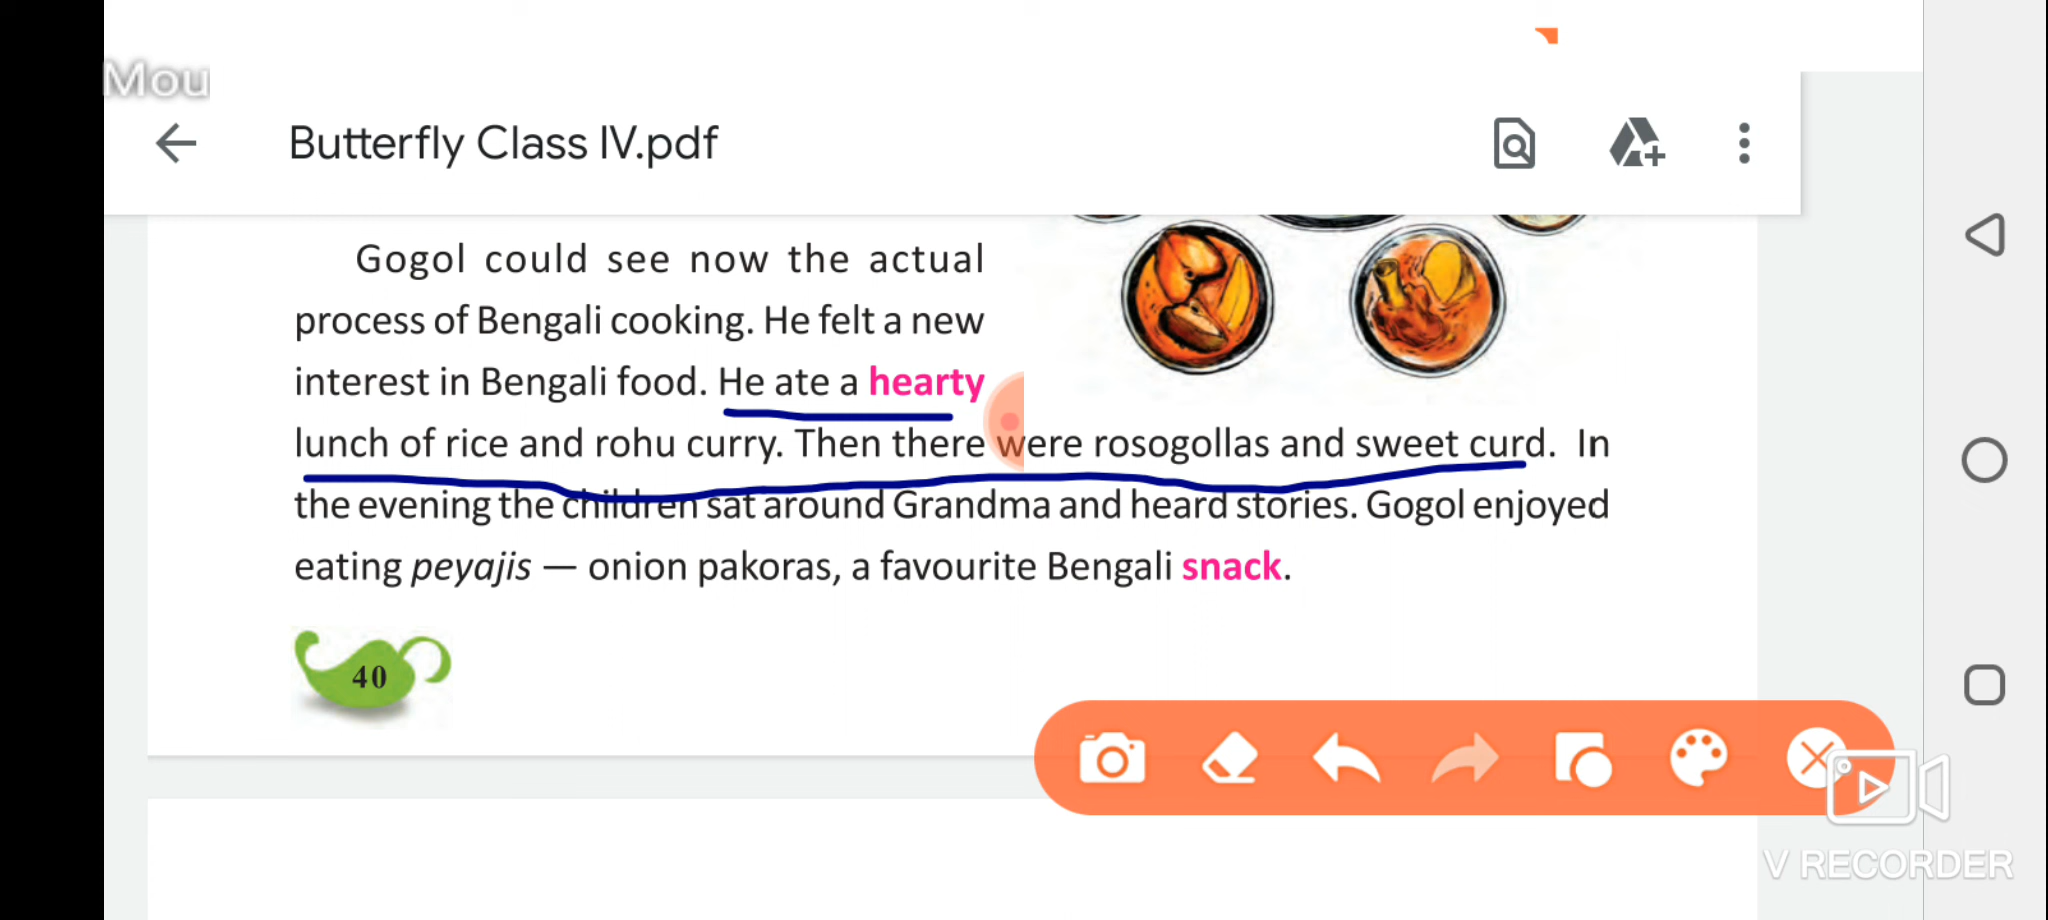 Mou
Butterfly Class IV.pdf
Gogol could see now the actual
process of Bengali cooking. He felt a new
interest in Bengali food. He ate a hearty
lunch of rice and rohu curry. Then there were rosogollas and sweet curd. In
the evening the children sat around Grandma and heard stories. Gogol enjoyed
eating peyajis — onion pakoras, a favourite Bengali snack.
40
V RECORDER